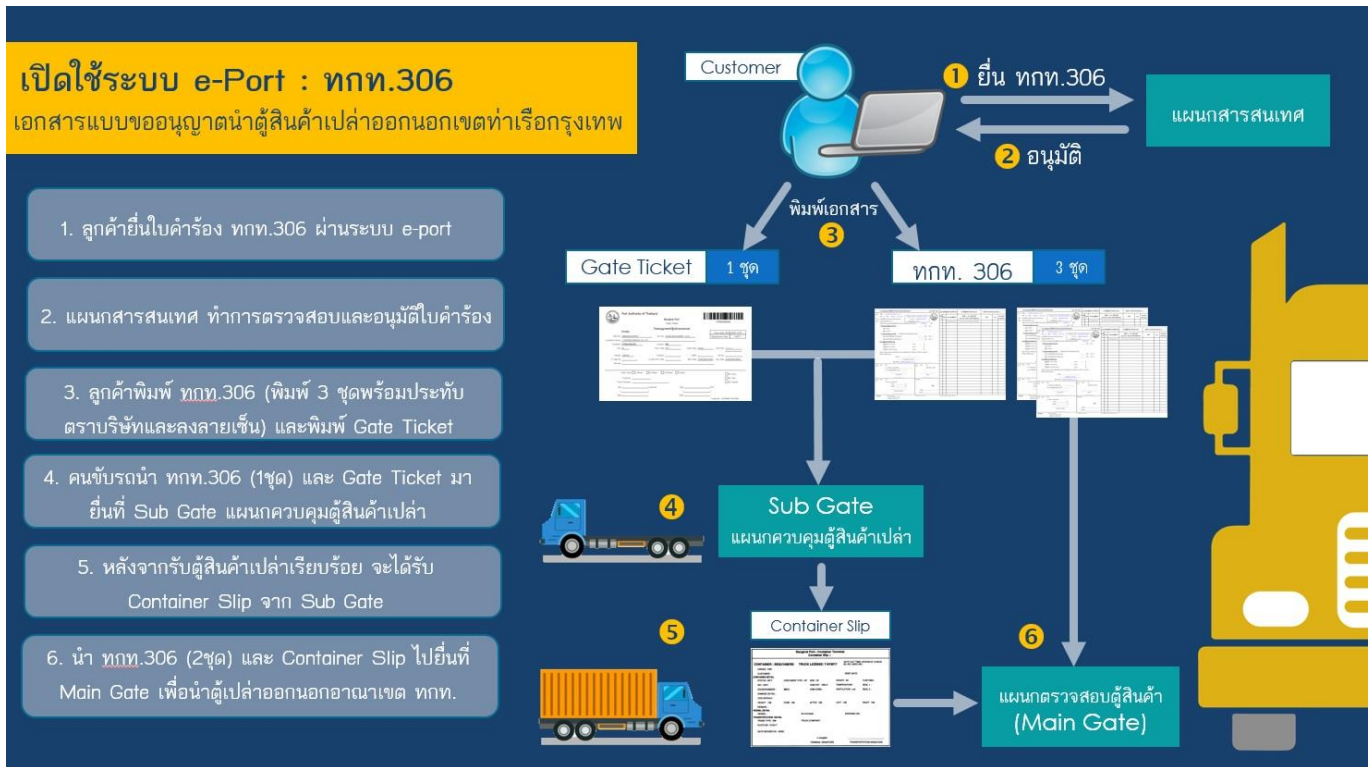 เปิดใช้ระบบ e-Port : ทกท.306
เอกสารแบบขออนุญาตนำตู้สินค้าเปล่าออกนอกเขตท่าเรือกรุงเทพ
1. ลูกค้ายื่นใบคำร้อง ทกท.306 ผ่านระบบ e-port
2. แผนกสารสนเทศ ทำการตรวจสอบและอนุมัติใบคำร้อง
3. ลูกค้าพิมพ์ ทกท.306 (พิมพ์ 3 ชุดพร้อมประทับ
ตราบริษัทและลงลายเซ็น) และพิมพ์ Gate Ticket
4. คนขับรถนำ ทกท.306 (1ชุด) และ Gate Ticket มา
ยื่นที่ Sub Gate แผนกควบคุมตู้สินค้าเปล่า
5. หลังจากรับตู้สินค้าเปล่าเรียบร้อย จะได้รับ
Container Slip จาก Sub Gate
6. นำ ทกท.306 (2ชุด) และ Container Slip ไปยื่นที่
Main Gate เพื่อนำตู้เปล่าออกนอกอาณาเขต ทกท.
Customer
1 ยื่น ทกท.306
แผนกสารสนเทศ
2 อนุมัติ
พิมพ์เอกสาร
3
Gate Ticket 1 ชุด
ทกท. 306 3 ชุด
Port Authority of Thailand
4
Sub Gate
แผนกควบคุมตู้สินค้าเปล่า
5
Container Slip
6
แผนกตรวจสอบตู้สินค้า
(Main Gate)